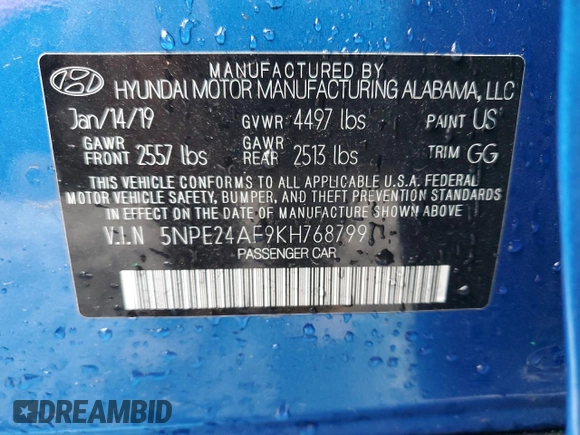 MANUFACTURED BY
HYUNDAI MOTOR MANUFACTURING ALABAMA, LLC
Jan/14/19 GVWR 4497 lbs PAINT US
GAWR FRONT 2557 lbs GAWR REAR 2513 lbs TRIM GG
THIS VEHICLE CONFORMS TO ALL APPLICABLE U.S.A. FEDERAL
MOTOR VEHICLE SAFETY, BUMPER, AND THEFT PREVENTION STANDARDS
IN EFFECT ON THE DATE OF MANUFACTURE SHOWN ABOVE
V.I.N 5NPE24AF9KH768799
PASSENGER CAR
DREAMBID